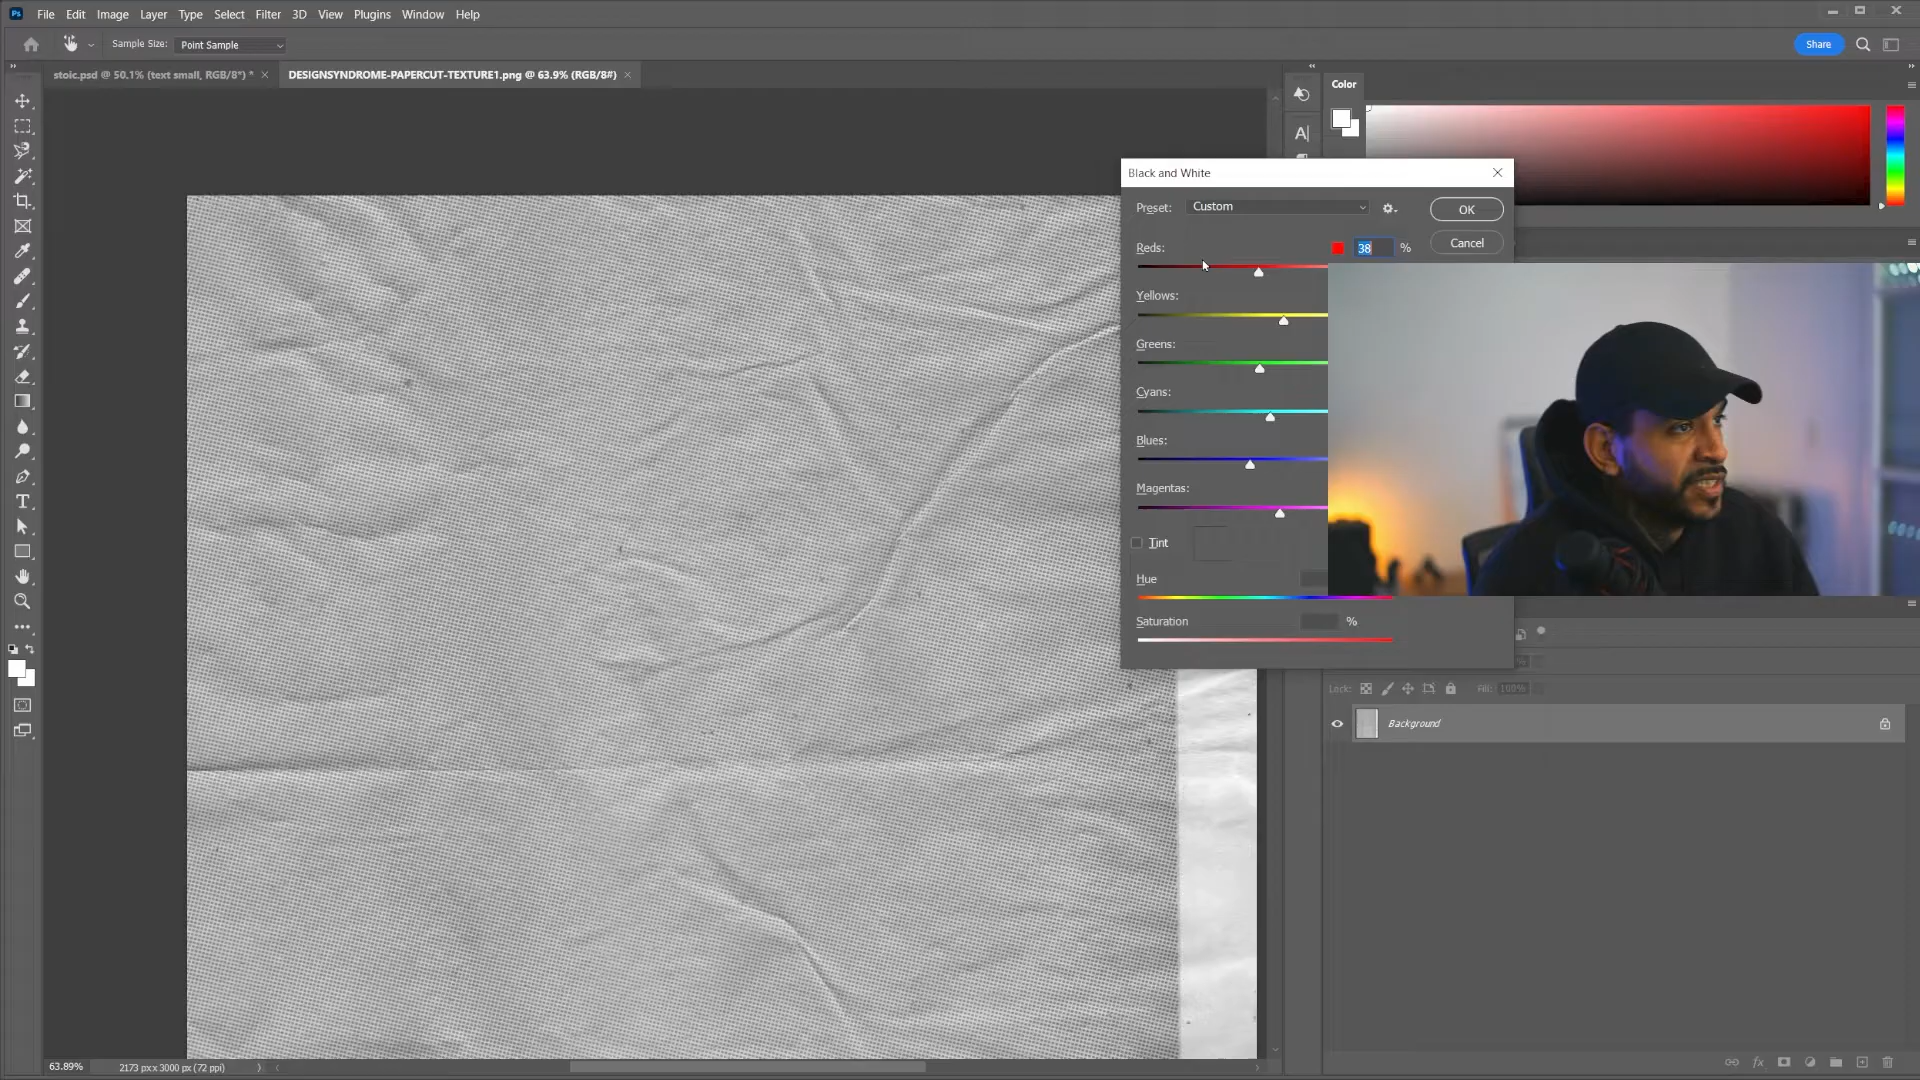 Ps File Edit Image Layer Type Select Filter 3D View Plugins Window Help
Sample Size: Point Sample Share
stoic.psd @ 50.1% (text small, RGB/8*) * × DESIGNSYNDROME-PAPERCUT-TEXTURE1.png @ 63.9% (RGB/8#) ×
Color
Black and White
Preset: Custom OK
Reds: 38 % Cancel
Yellows:
Greens:
Cyans:
Blues:
Magentas:
Tint
Hue
Saturation %
Lock: Fill: 100%
Background
63.89% 2173 px x 3000 px (72 ppi)